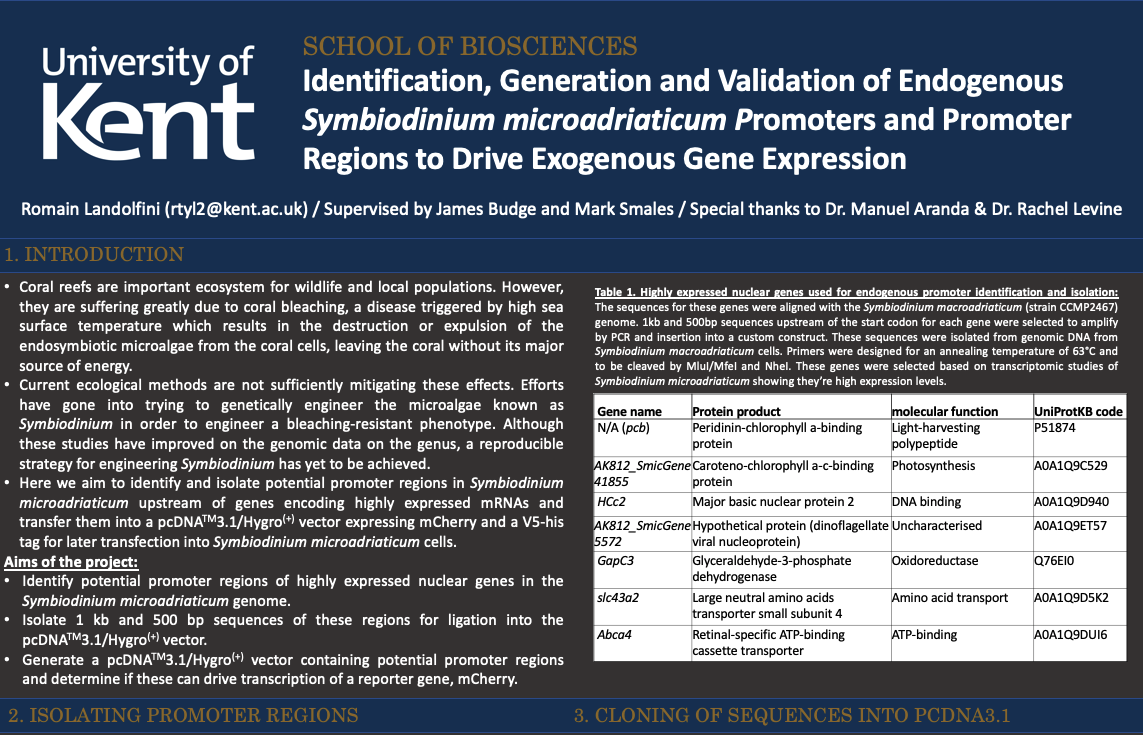 University of
Kent
SCHOOL OF BIOSCIENCES
Identification, Generation and Validation of Endogenous
Symbiodinium microadriaticum Promoters and Promoter
Regions to Drive Exogenous Gene Expression
Romain Landolfini (rtyl2@kent.ac.uk) / Supervised by James Budge and Mark Smales / Special thanks to Dr. Manuel Aranda & Dr. Rachel Levine
1. INTRODUCTION
• Coral reefs are important ecosystem for wildlife and local populations. However,
they are suffering greatly due to coral bleaching, a disease triggered by high sea
surface temperature which results in the destruction or expulsion of the
endosymbiotic microalgae from the coral cells, leaving the coral without its major
source of energy.
• Current ecological methods are not sufficiently mitigating these effects. Efforts
have gone into trying to genetically engineer the microalgae known as
Symbiodinium in order to engineer a bleaching-resistant phenotype. Although
these studies have improved on the genomic data on the genus, a reproducible
strategy for engineering Symbiodinium has yet to be achieved.
• Here we aim to identify and isolate potential promoter regions in Symbiodinium
microadriaticum upstream of genes encoding highly expressed mRNAs and
transfer them into a pcDNA™3.1/Hygro(+) vector expressing mCherry and a V5-his
tag for later transfection into Symbiodinium microadriaticum cells.
Aims of the project:
• Identify potential promoter regions of highly expressed nuclear genes in the
Symbiodinium microadriaticum genome.
• Isolate 1 kb and 500 bp sequences of these regions for ligation into the
pcDNA™3.1/Hygro(+) vector.
• Generate a pcDNA™3.1/Hygro(+) vector containing potential promoter regions
and determine if these can drive transcription of a reporter gene, mCherry.
Table 1. Highly expressed nuclear genes used for endogenous promoter identification and isolation:
The sequences for these genes were aligned with the Symbiodinium macroadriaticum (strain CCMP2467)
genome. 1kb and 500bp sequences upstream of the start codon for each gene were selected to amplify
by PCR and insertion into a custom construct. These sequences were isolated from genomic DNA from
Symbiodinium macroadriaticum cells. Primers were designed for an annealing temperature of 63°C and
to be cleaved by MluI/MfeI and NheI. These genes were selected based on transcriptomic studies of
Symbiodinium microadriaticum showing they're high expression levels.
Gene name Protein product molecular function UniProtKB code
N/A (pcb) Peridinin-chlorophyll a-binding Light-harvesting P51874
protein polypeptide
AK812_SmicGene Caroteno-chlorophyll a-c-binding Photosynthesis A0A1Q9C529
41855 protein
HCc2 Major basic nuclear protein 2 DNA binding A0A1Q9D940
AK812_SmicGene Hypothetical protein (dinoflagellate Uncharacterised A0A1Q9ET57
5572 viral nucleoprotein)
GapC3 Glyceraldehyde-3-phosphate Oxidoreductase Q76EI0
dehydrogenase
slc43a2 Large neutral amino acids Amino acid transport A0A1Q9D5K2
transporter small subunit 4
Abca4 Retinal-specific ATP-binding ATP-binding A0A1Q9DUI6
cassette transporter
2. ISOLATING PROMOTER REGIONS
3. CLONING OF SEQUENCES INTO PCDNA3.1